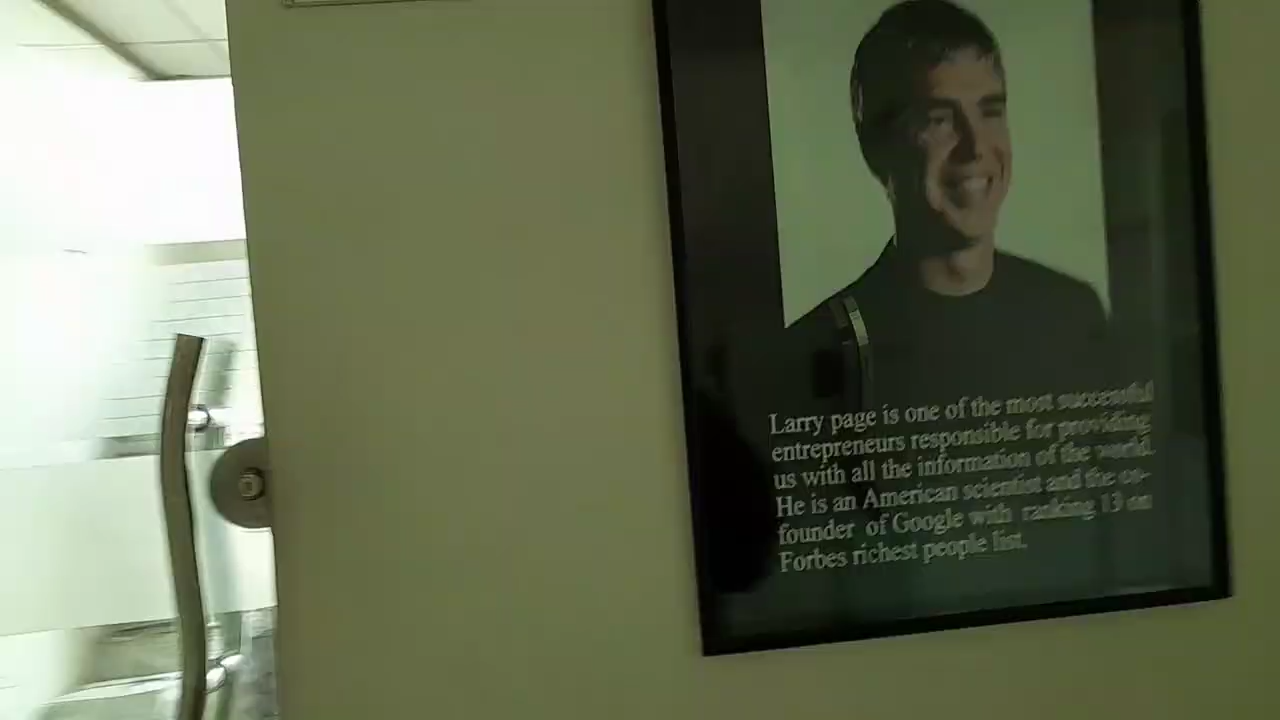 Larry page is one of the most successful
entrepreneurs responsible for providing
us with all the information of the world.
He is an American scientist and the co-
founder of Google with ranking 13 on
Forbes richest people list.